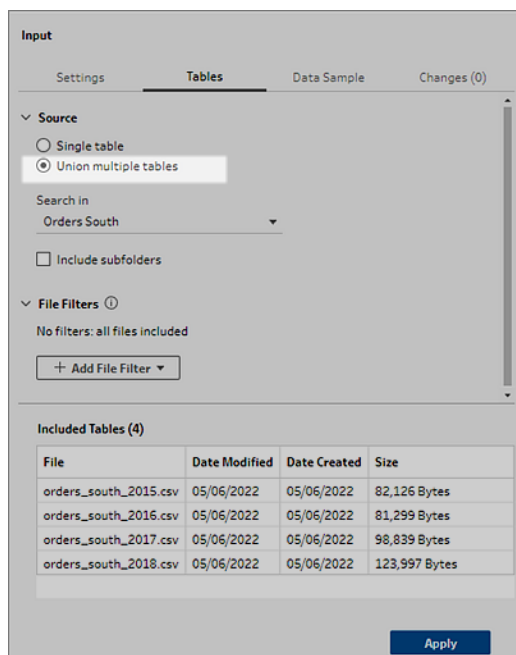 Input
Settings Tables Data Sample Changes (0)
Source
Single table
Union multiple tables
Search in
Orders South
Include subfolders
File Filters
No filters: all files included
+ Add File Filter
Included Tables (4)
File Date Modified Date Created Size
orders_south_2015.csv 05/06/2022 05/06/2022 82,126 Bytes
orders_south_2016.csv 05/06/2022 05/06/2022 81,299 Bytes
orders_south_2017.csv 05/06/2022 05/06/2022 98,839 Bytes
orders_south_2018.csv 05/06/2022 05/06/2022 123,997 Bytes
Apply